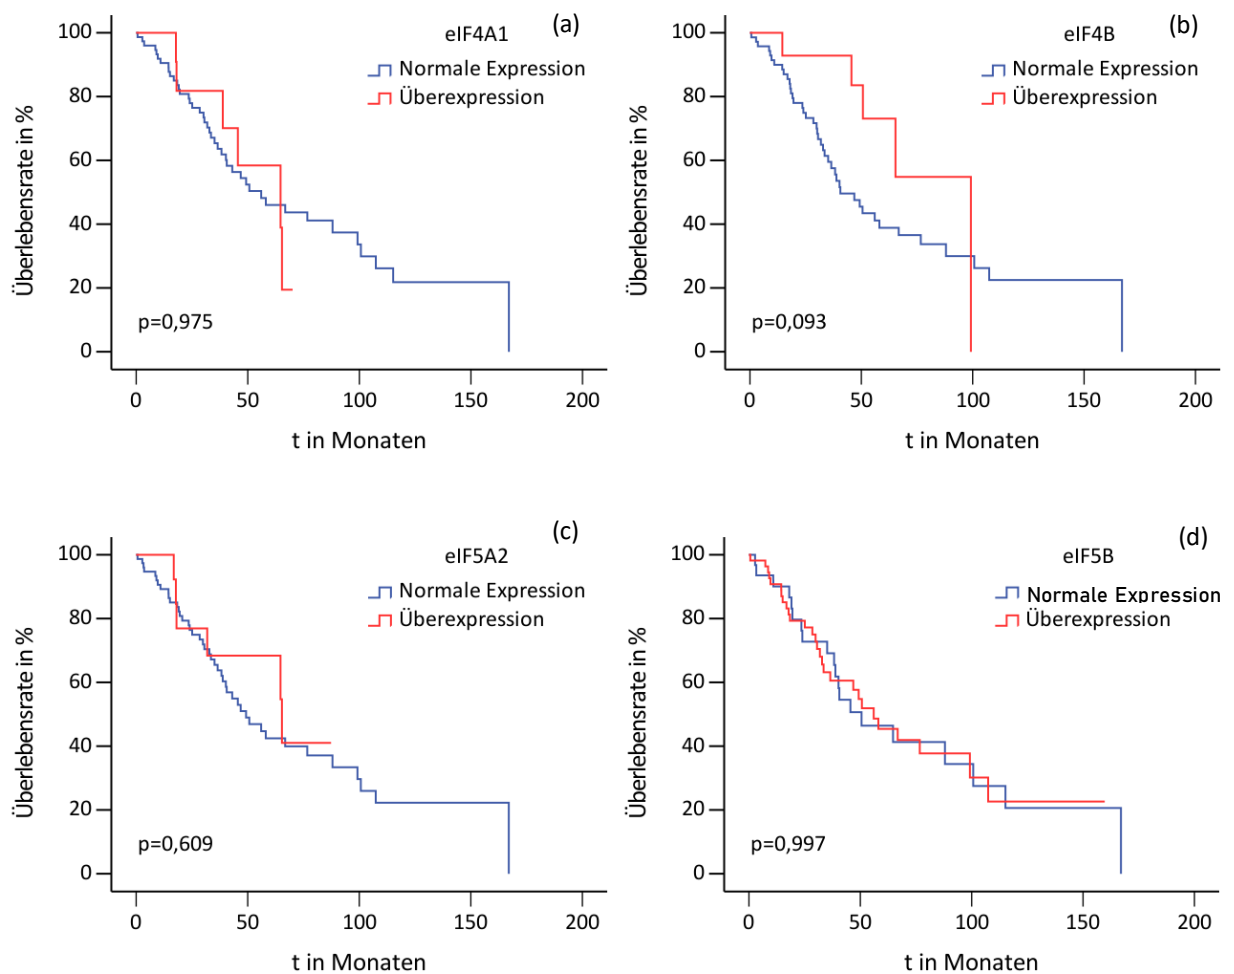 (a)
eIF4A1
Normale Expression
Überexpression
100
80
60
40
20
0
Überlebensrate in %
p=0,975
0 50 100 150 200
t in Monaten
(b)
eIF4B
Normale Expression
Überexpression
100
80
60
40
20
0
Überlebensrate in %
p=0,093
0 50 100 150 200
t in Monaten
(c)
eIF5A2
Normale Expression
Überexpression
100
80
60
40
20
0
Überlebensrate in %
p=0,609
0 50 100 150 200
t in Monaten
(d)
eIF5B
Normale Expression
Überexpression
100
80
60
40
20
0
Überlebensrate in %
p=0,997
0 50 100 150 200
t in Monaten